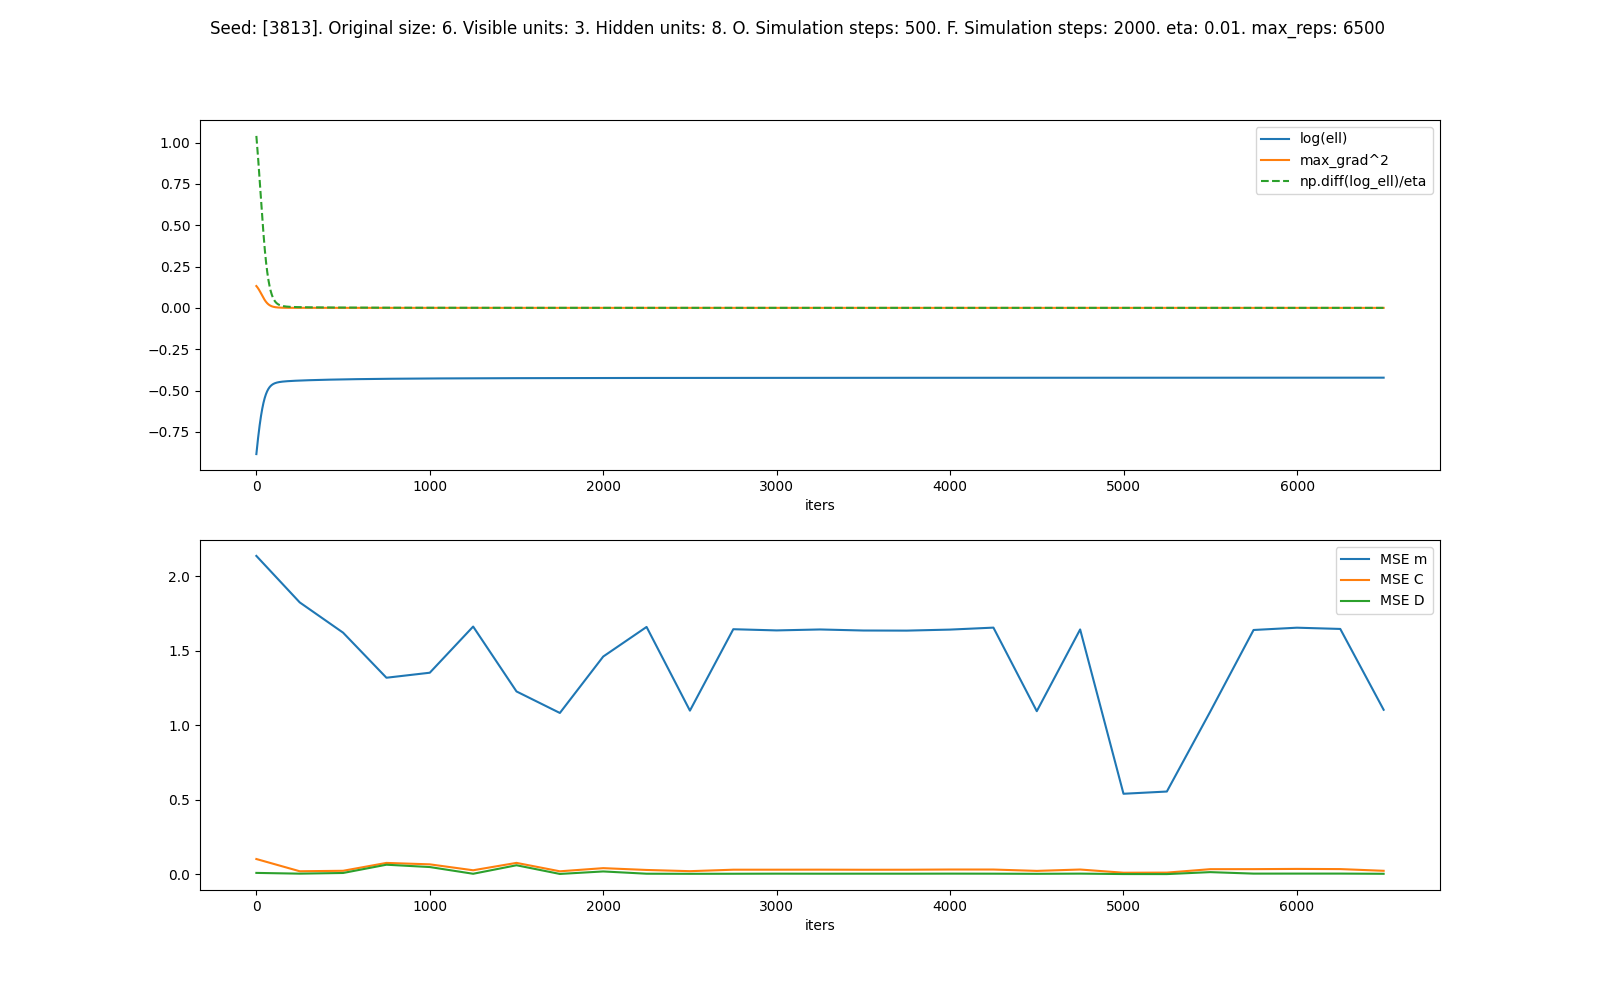 Seed: [3813]. Original size: 6. Visible units: 3. Hidden units: 8. O. Simulation steps: 500. F. Simulation steps: 2000. eta: 0.01. max_reps: 6500
1.00
0.75
0.50
0.25
0.00
−0.25
−0.50
−0.75
log(ell)
max_grad^2
np.diff(log_ell)/eta
0 1000 2000 3000 4000 5000 6000
iters
2.0
1.5
1.0
0.5
0.0
MSE m
MSE C
MSE D
0 1000 2000 3000 4000 5000 6000
iters